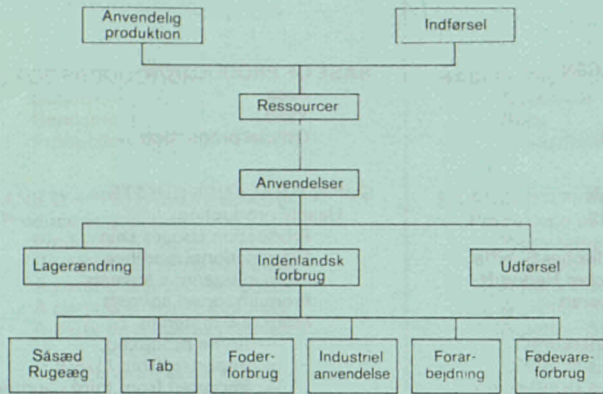 Anvendelig
produktion
Indførsel
Ressourcer
Anvendelser
Lagerændring
Indenlandsk
forbrug
Udførsel
Såsæd
Rugeæg
Tab
Foder-
forbrug
Industriel
anvendelse
Forar-
bejdning
Fødevare-
forbrug